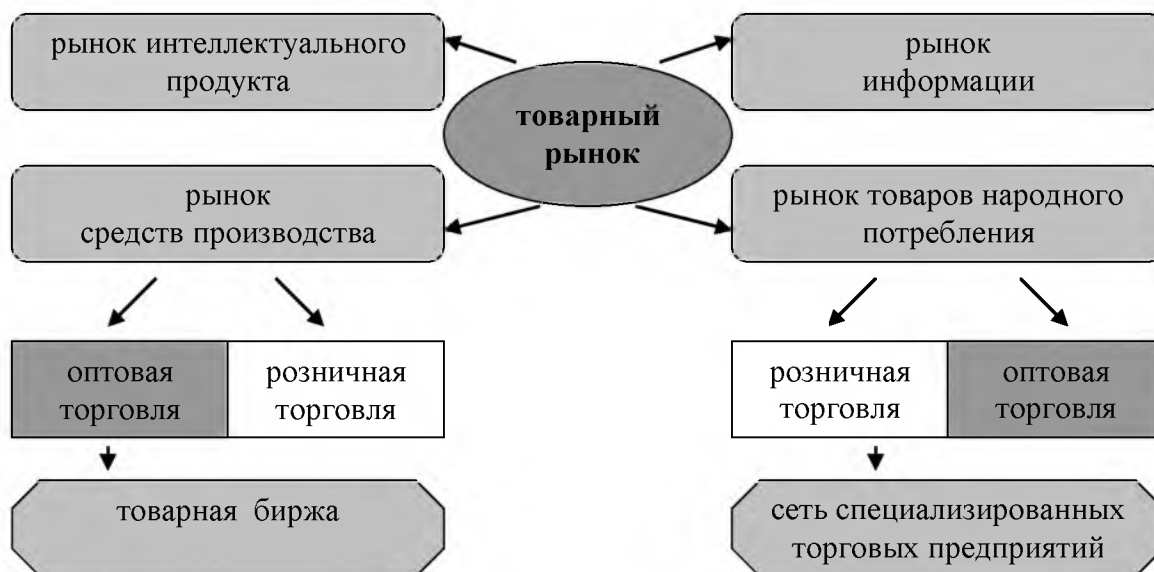 рынок интеллектуального
продукта
рынок
информации
товарный
рынок
рынок
средств производства
рынок товаров народного
потребления
оптовая
торговля
розничная
торговля
розничная
торговля
оптовая
торговля
товарная биржа
сеть специализированных
торговых предприятий